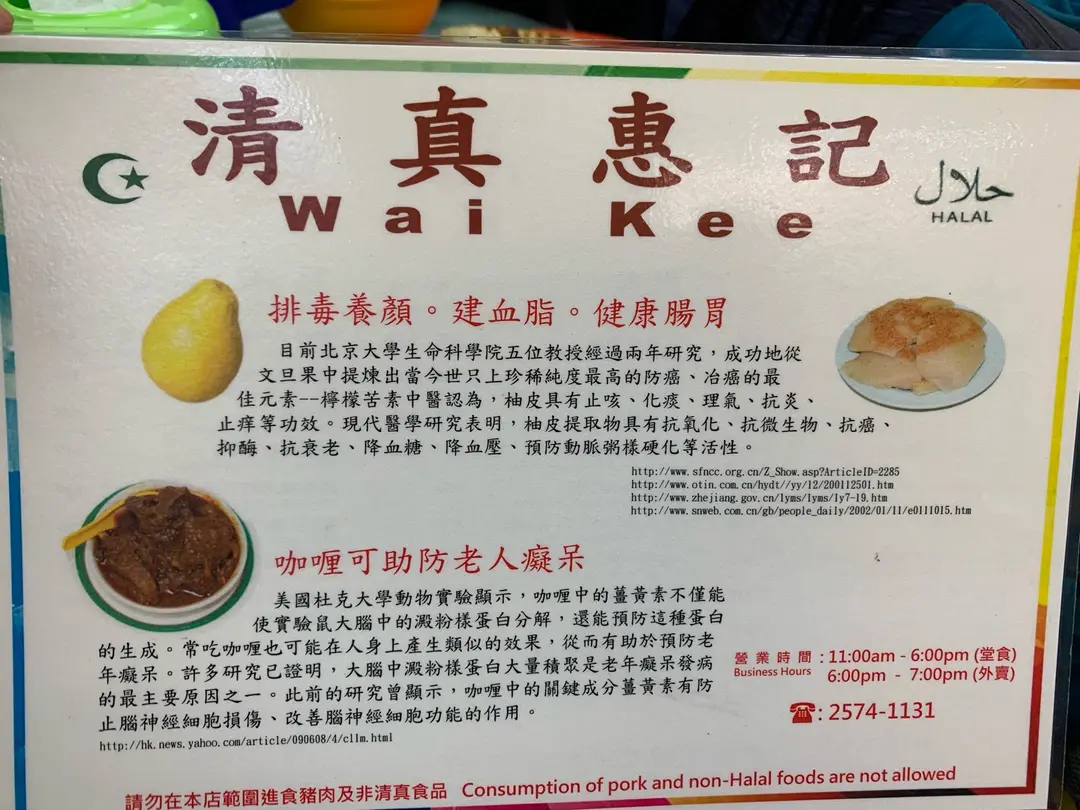 清真惠記
Wai Kee
حلال
HALAL
排毒養顏。建血脂。健康腸胃
目前北京大學生命科學院五位教授經過兩年研究，成功地從
文旦果中提煉出當今世只上珍稀純度最高的防癌、冶癌的最
佳元素--檸檬苦素中醫認為，柚皮具有止咳、化痰、理氣、抗炎、
止痒等功效。現代醫學研究表明，柚皮提取物具有抗氧化、抗微生物、抗癌、
抑酶、抗衰老、降血糖、降血壓、預防動脈粥樣硬化等活性。
http://www.sfncc.org.cn/Z_Show.asp?ArticleID=2285
http://www.otin.com.cn/hydt//yy/12/200112501.htm
http://www.zhejiang.gov.cn/lyms/lyms/ly7-19.htm
http://www.snweb.com.cn/gb/people_daily/2002/01/11/e0111015.htm
咖喱可助防老人癡呆
美國杜克大學動物實驗顯示，咖喱中的薑黃素不僅能
使實驗鼠大腦中的澱粉樣蛋白分解，還能預防這種蛋白
的生成。常吃咖喱也可能在人身上產生類似的效果，從而有助於預防老
年癡呆。許多研究已證明，大腦中澱粉樣蛋白大量積聚是老年癡呆發病
的最主要原因之一。此前的研究曾顯示，咖喱中的關鍵成分薑黃素有防
止腦神經細胞損傷、改善腦神經細胞功能的作用。
http://hk.news.yahoo.com/article/090608/4/cllm.html
營業時間 : 11:00am - 6:00pm (堂食)
Business Hours 6:00pm - 7:00pm (外賣)
☎: 2574-1131
請勿在本店範圍進食豬肉及非清真食品 Consumption of pork and non-Halal foods are not allowed